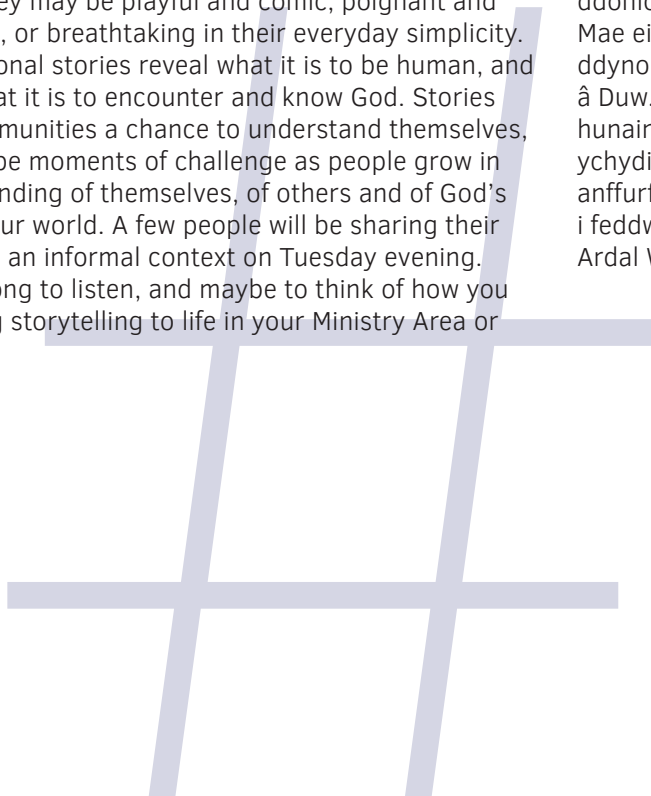 ey may be playful and comic, poignant and
, or breathtaking in their everyday simplicity.
onal stories reveal what it is to be human, and
at it is to encounter and know God. Stories
munities a chance to understand themselves,
be moments of challenge as people grow in
nding of themselves, of others and of God's
ur world. A few people will be sharing their
an informal context on Tuesday evening.
ong to listen, and maybe to think of how you
g storytelling to life in your Ministry Area or
Mae ei
ddyno
â Duw.
hunain
ychydi
anffurf
i feddw
Ardal